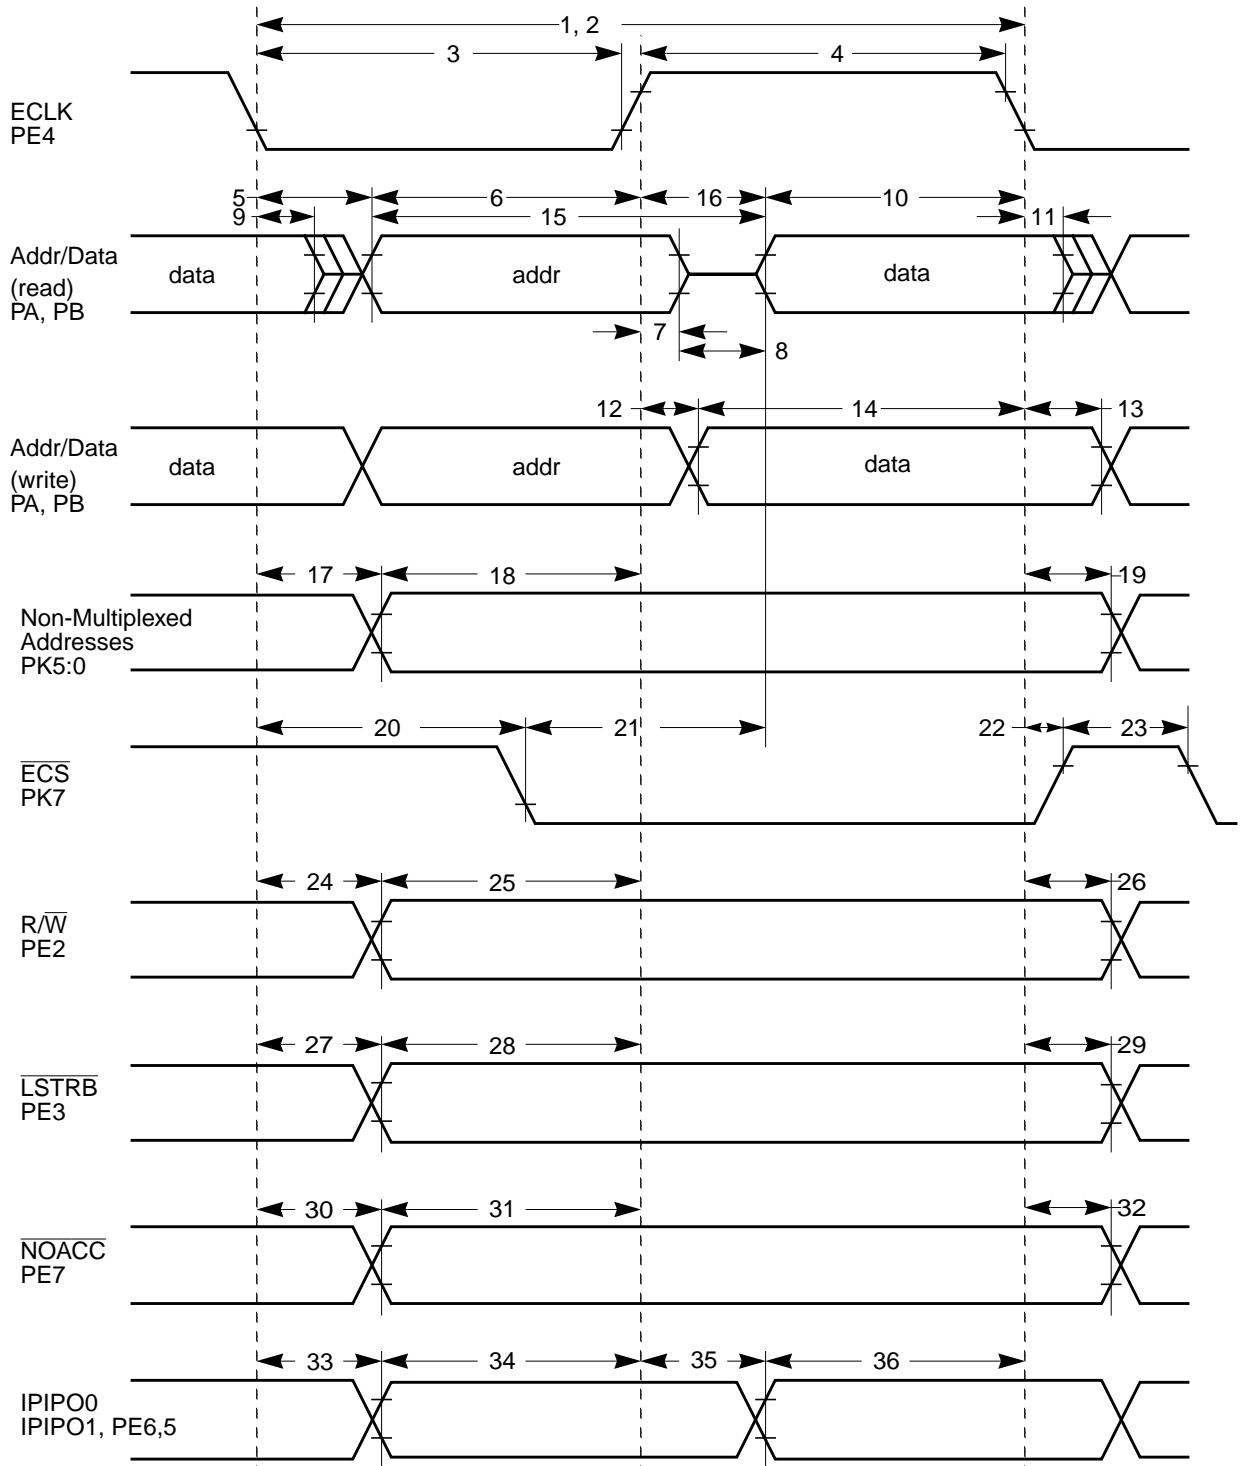 1, 2
3 4
ECLK
PE4
5 6 16 10
9 15 11
Addr/Data
(read)
PA, PB
data addr data
7
8
12 14 13
Addr/Data
(write)
PA, PB
data addr data
17 18 19
Non-Multiplexed
Addresses
PK5:0
20 21 22 23
ECS
PK7
24 25 26
R/W
PE2
27 28 29
LSTRB
PE3
30 31 32
NOACC
PE7
33 34 35 36
IPIPO0
IPIPO1, PE6,5